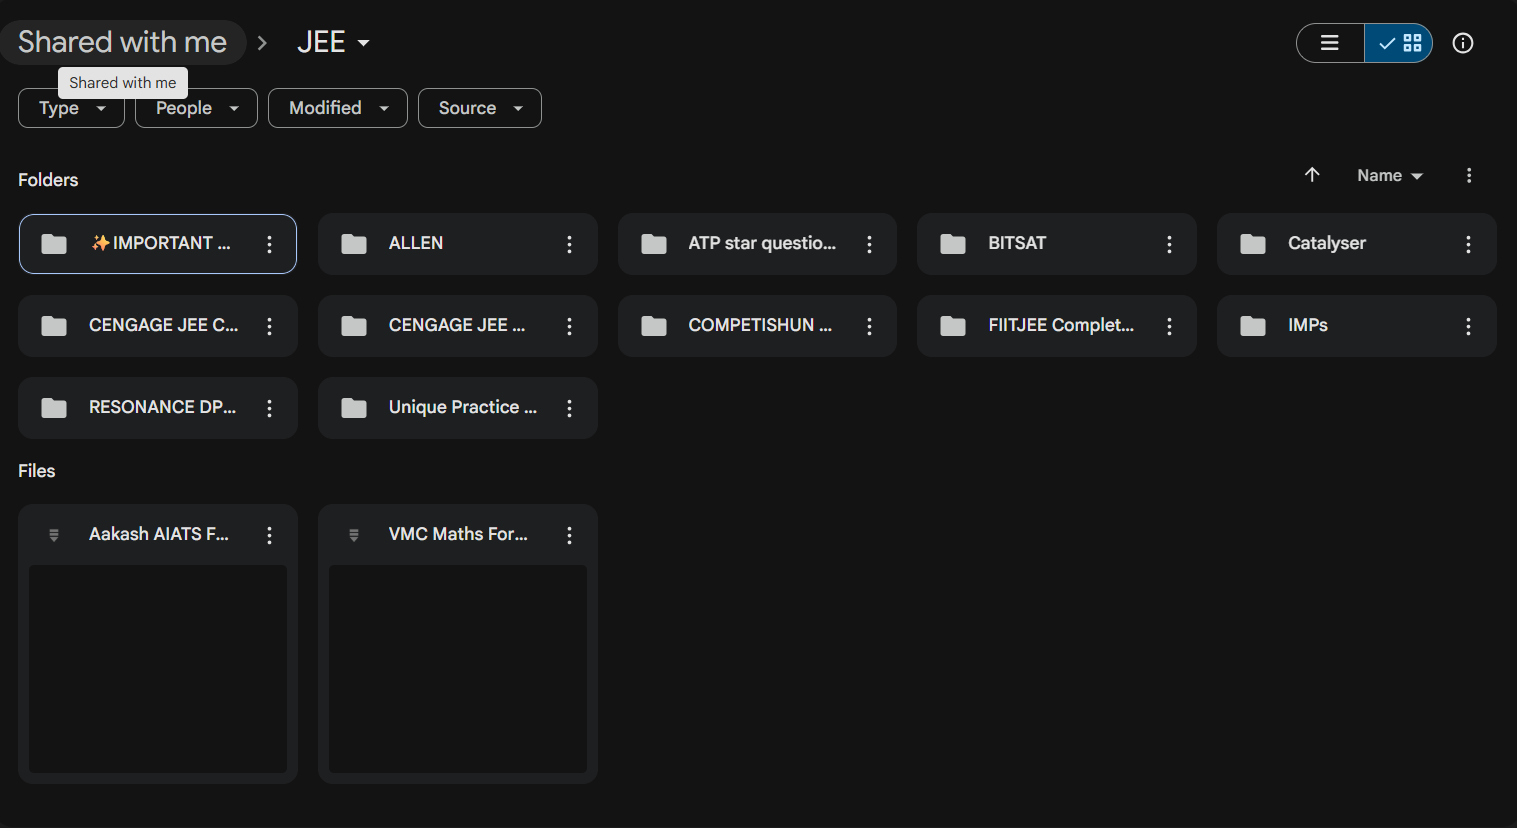 Shared with me > JEE
Shared with me
Type People Modified Source
Folders Name
✨IMPORTANT ... ALLEN ATP star questio... BITSAT Catalyser
CENGAGE JEE C... CENGAGE JEE ... COMPETISHUN ... FIITJEE Complet... IMPs
RESONANCE DP... Unique Practice ...
Files
Aakash AIATS F... VMC Maths For...